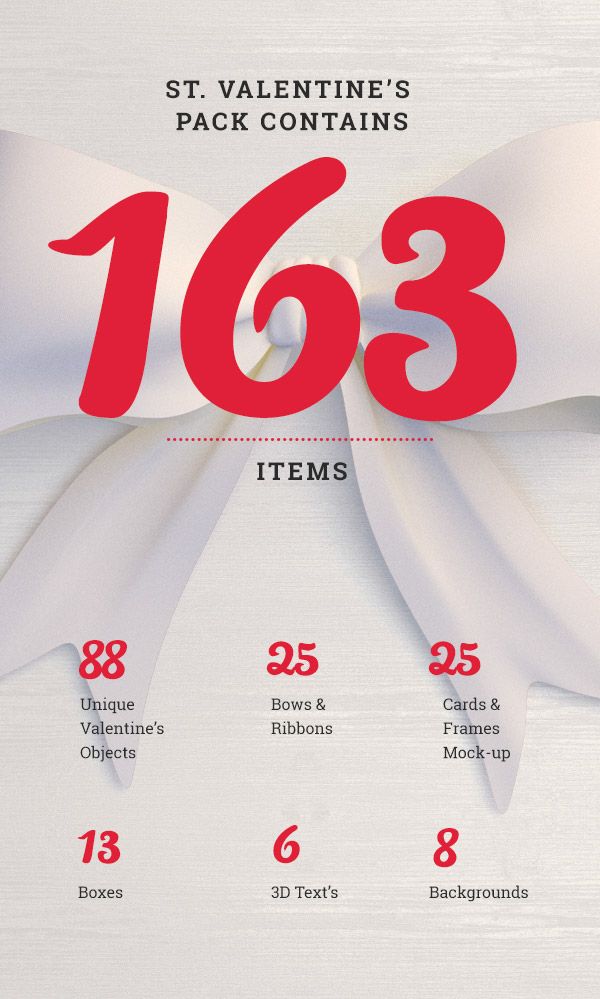 ST. VALENTINE’S
PACK CONTAINS
163
ITEMS
88
Unique
Valentine’s
Objects
25
Bows &
Ribbons
25
Cards &
Frames
Mock-up
13
Boxes
6
3D Text’s
8
Backgrounds